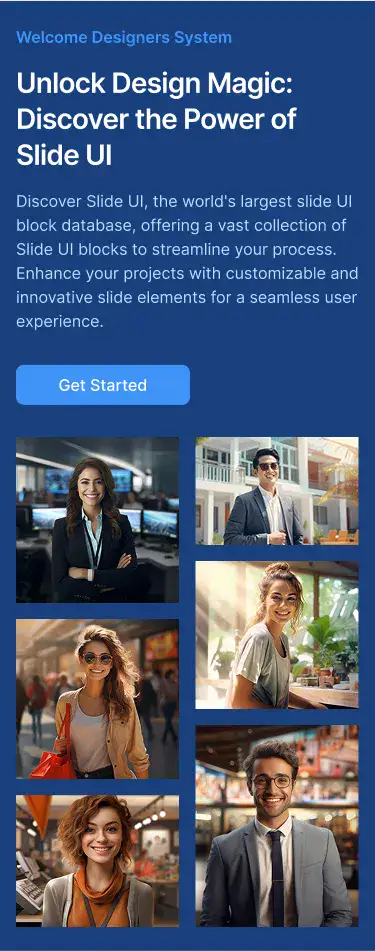 Welcome Designers System
Unlock Design Magic:
Discover the Power of
Slide UI
Discover Slide UI, the world's largest slide UI
block database, offering a vast collection of
Slide UI blocks to streamline your process.
Enhance your projects with customizable and
innovative slide elements for a seamless user
experience.
Get Started